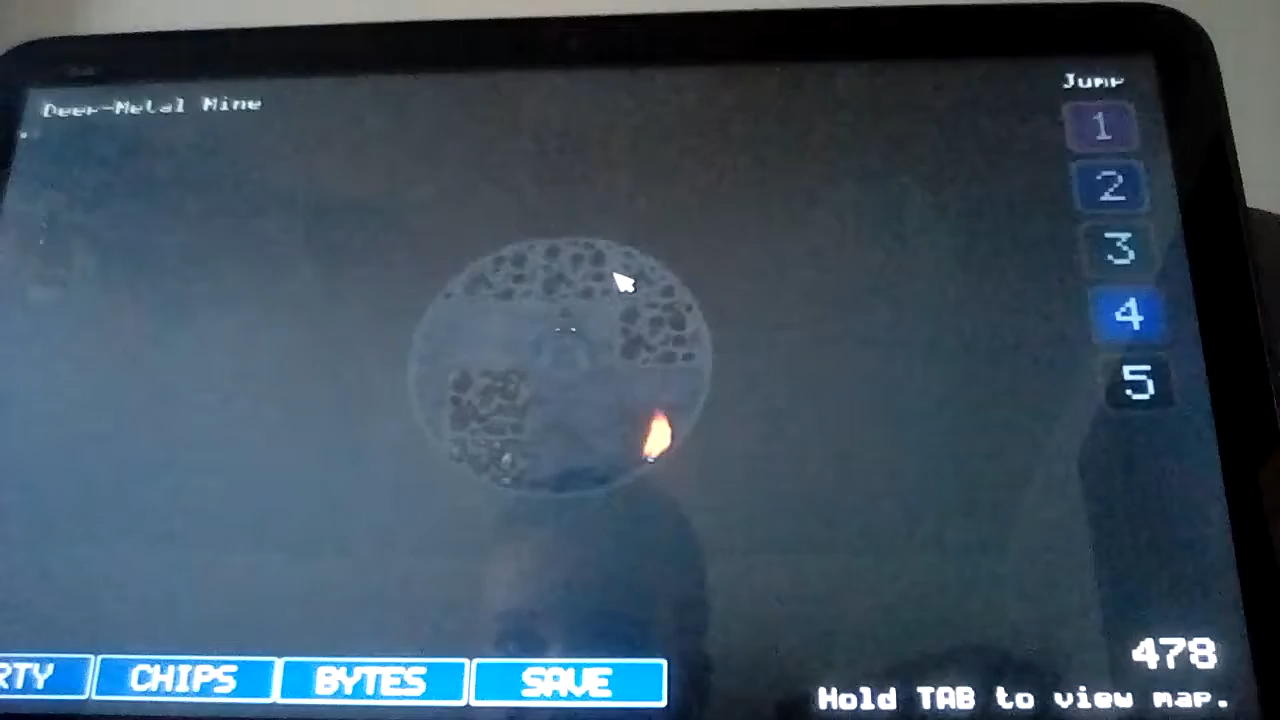 Deep-Metal Mine
Jump
1
2
3
4
5
478
RTY
CHIPS
BYTES
SAVE
Hold TAB to view map.